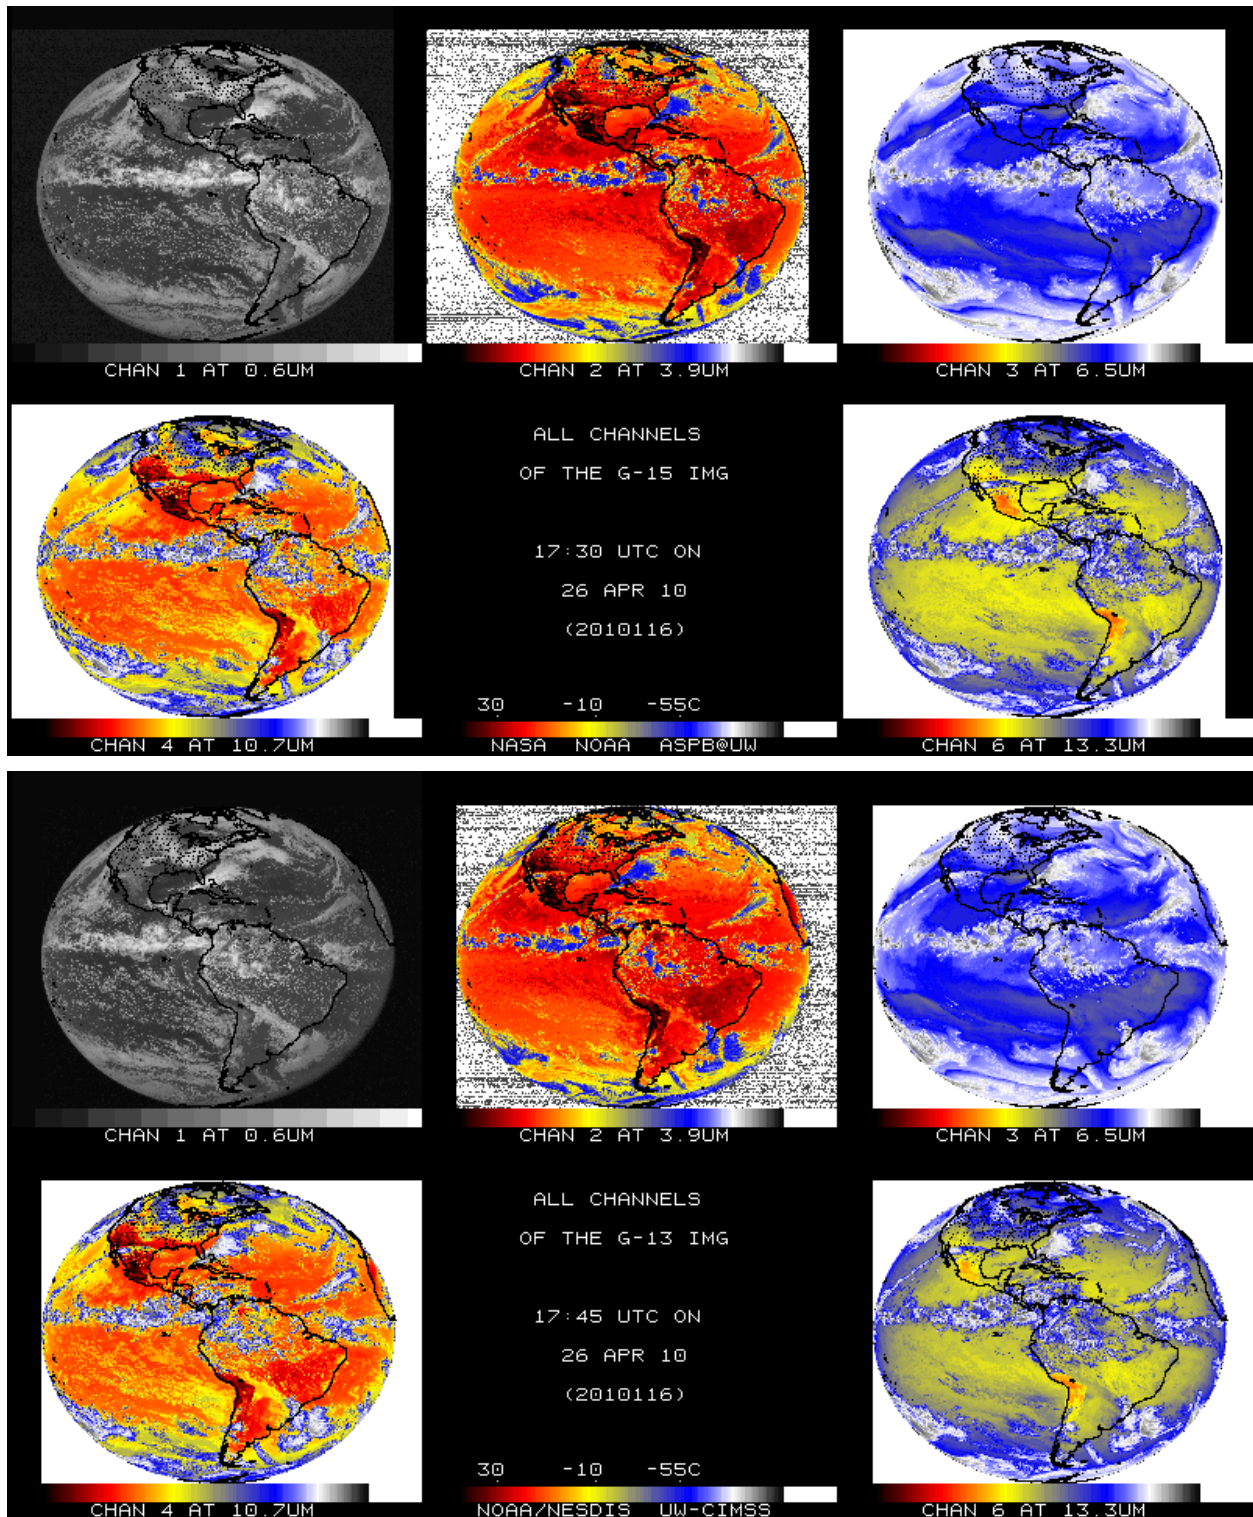 CHAN 1 AT 0.6UM
CHAN 2 AT 3.9UM
CHAN 3 AT 6.5UM
ALL CHANNELS
OF THE G-15 IMG
17:30 UTC ON
26 APR 10
(2010116)
30 -10 -55C
CHAN 4 AT 10.7UM
NASA NOAA ASPB@UW
CHAN 6 AT 13.3UM
CHAN 1 AT 0.6UM
CHAN 2 AT 3.9UM
CHAN 3 AT 6.5UM
ALL CHANNELS
OF THE G-13 IMG
17:45 UTC ON
26 APR 10
(2010116)
30 -10 -55C
CHAN 4 AT 10.7UM
NOAA/NESDIS UW-CIMSS
CHAN 6 AT 13.3UM